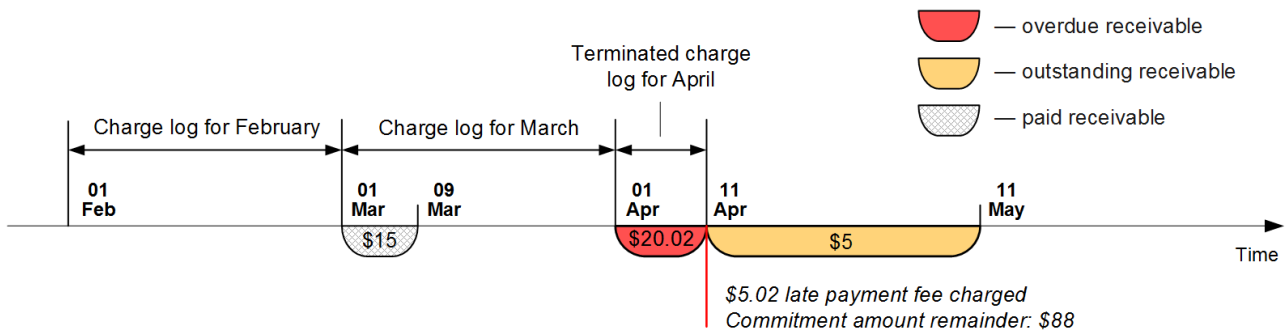 — overdue receivable
Terminated charge
log for April
— outstanding receivable
Charge log for February
Charge log for March
— paid receivable
01
Feb
01
Mar
09
Mar
01
Apr
11
Apr
11
May
$15
$20.02
$5
Time
$5.02 late payment fee charged
Commitment amount remainder: $88